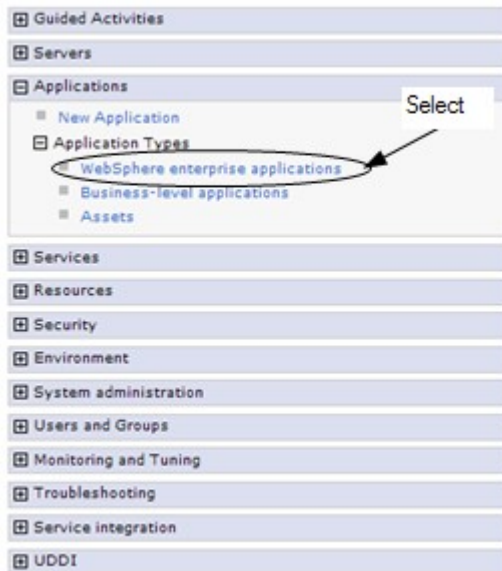 Guided Activities
Servers
Applications
Select
New Application
Application Types
WebSphere enterprise applications
Business-level applications
Assets
Services
Resources
Security
Environment
System administration
Users and Groups
Monitoring and Tuning
Troubleshooting
Service integration
UDDI